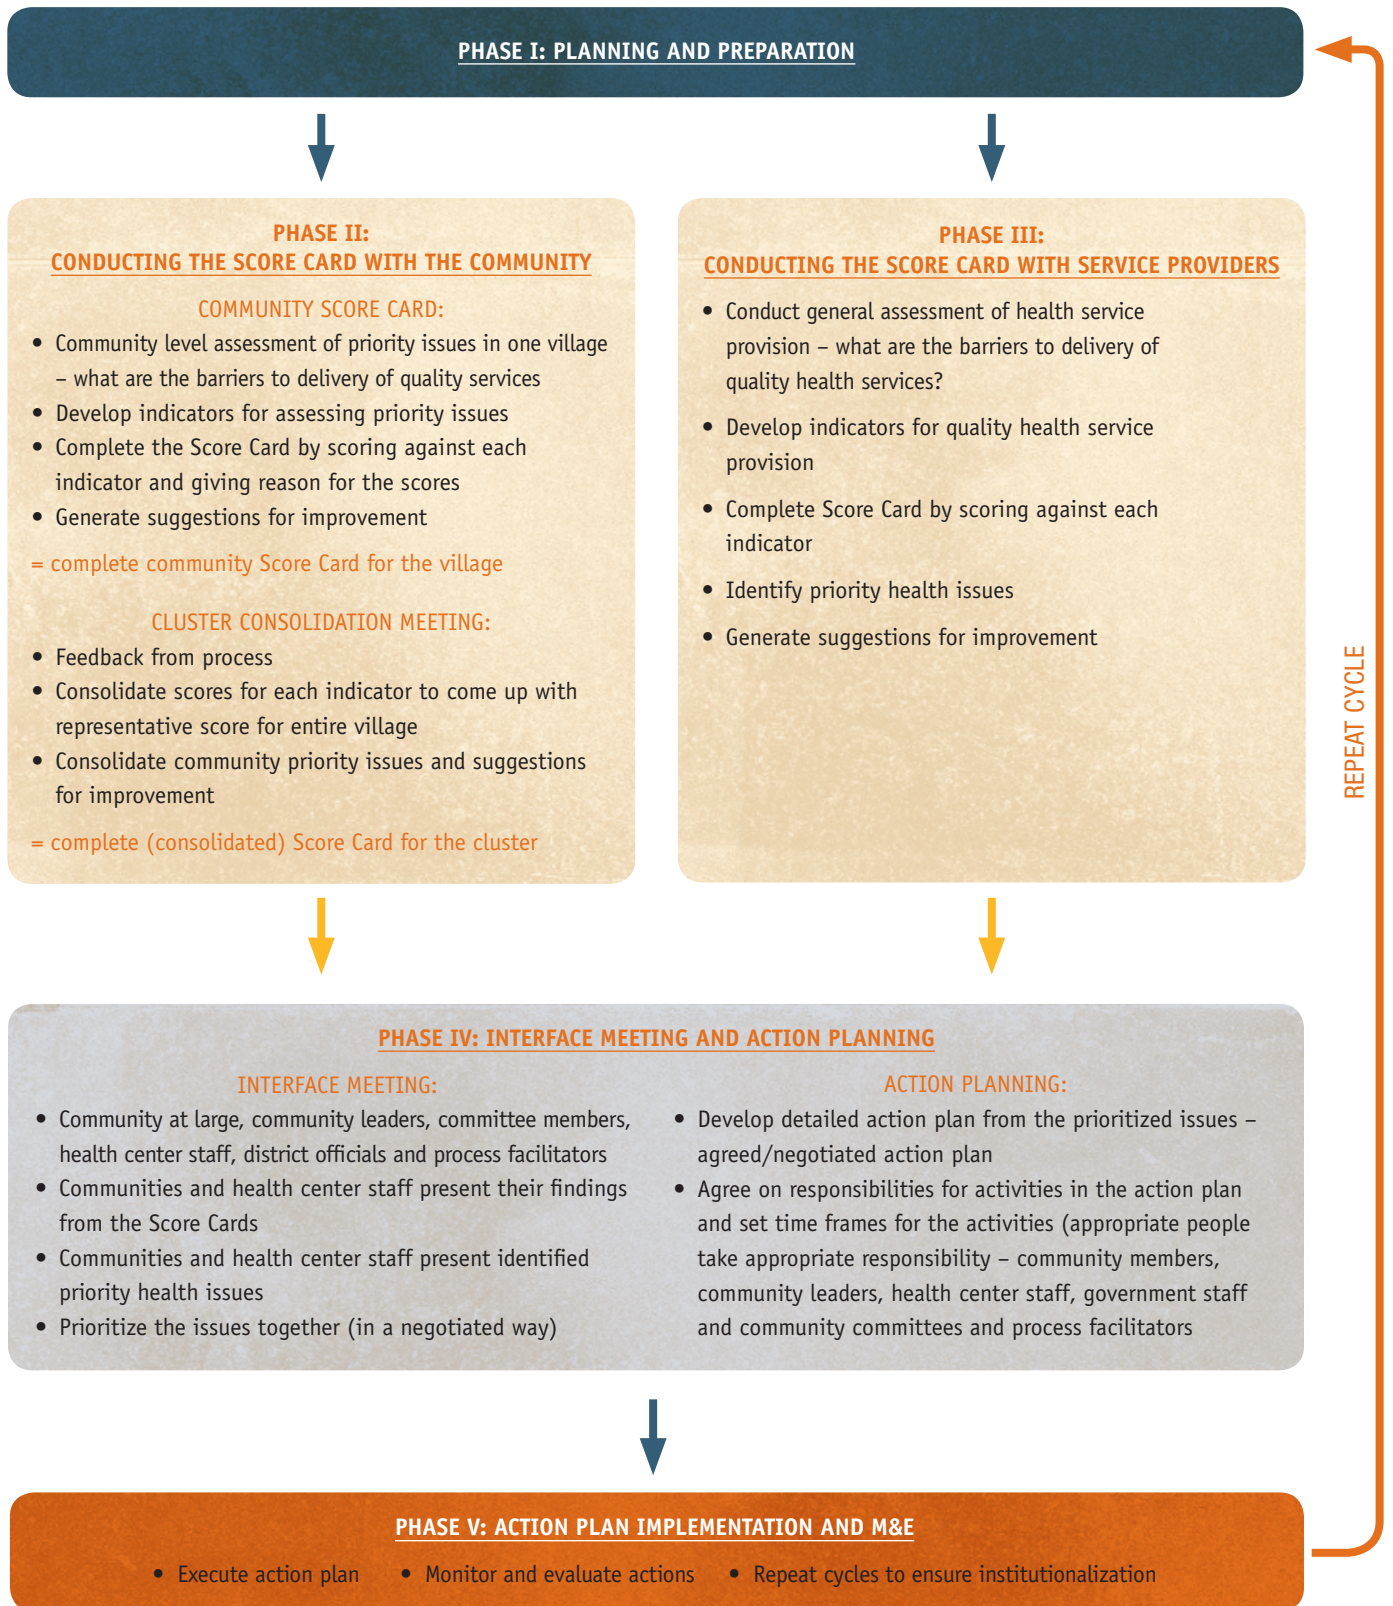 PHASE I: PLANNING AND PREPARATION
PHASE II:
CONDUCTING THE SCORE CARD WITH THE COMMUNITY
COMMUNITY SCORE CARD:
• Community level assessment of priority issues in one village
– what are the barriers to delivery of quality services
• Develop indicators for assessing priority issues
• Complete the Score Card by scoring against each
indicator and giving reason for the scores
• Generate suggestions for improvement
= complete community Score Card for the village
CLUSTER CONSOLIDATION MEETING:
• Feedback from process
• Consolidate scores for each indicator to come up with
representative score for entire village
• Consolidate community priority issues and suggestions
for improvement
= complete (consolidated) Score Card for the cluster
PHASE III:
CONDUCTING THE SCORE CARD WITH SERVICE PROVIDERS
• Conduct general assessment of health service
provision – what are the barriers to delivery of
quality health services?
• Develop indicators for quality health service
provision
• Complete Score Card by scoring against each
indicator
• Identify priority health issues
• Generate suggestions for improvement
PHASE IV: INTERFACE MEETING AND ACTION PLANNING
INTERFACE MEETING:
• Community at large, community leaders, committee members,
health center staff, district officials and process facilitators
• Communities and health center staff present their findings
from the Score Cards
• Communities and health center staff present identified
priority health issues
• Prioritize the issues together (in a negotiated way)
ACTION PLANNING:
• Develop detailed action plan from the prioritized issues –
agreed/negotiated action plan
• Agree on responsibilities for activities in the action plan
and set time frames for the activities (appropriate people
take appropriate responsibility – community members,
community leaders, health center staff, government staff
and community committees and process facilitators
PHASE V: ACTION PLAN IMPLEMENTATION AND M&E
• Execute action plan • Monitor and evaluate actions • Repeat cycles to ensure institutionalization
REPEAT CYCLE